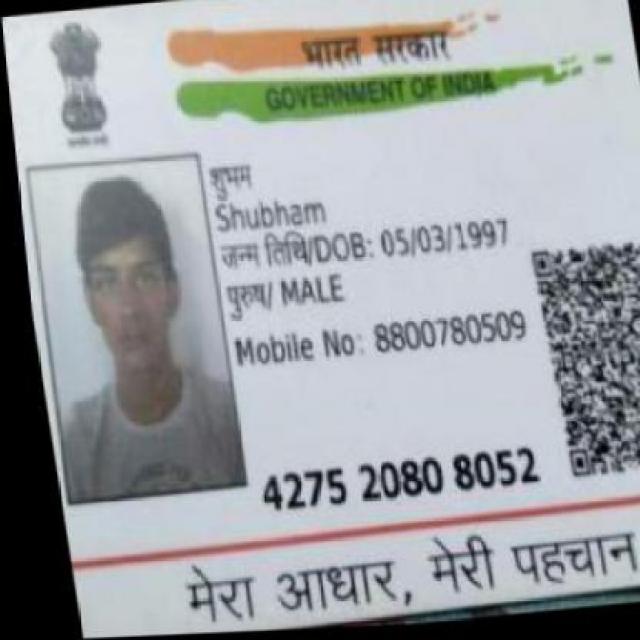 भारत सरकार
GOVERNMENT OF INDIA
शुभम
Shubham
जन्म तिथि/DOB: 05/03/1997
पुरुष/ MALE
Mobile No: 8800780509
4275 2080 8052
मेरा आधार, मेरी पहचान